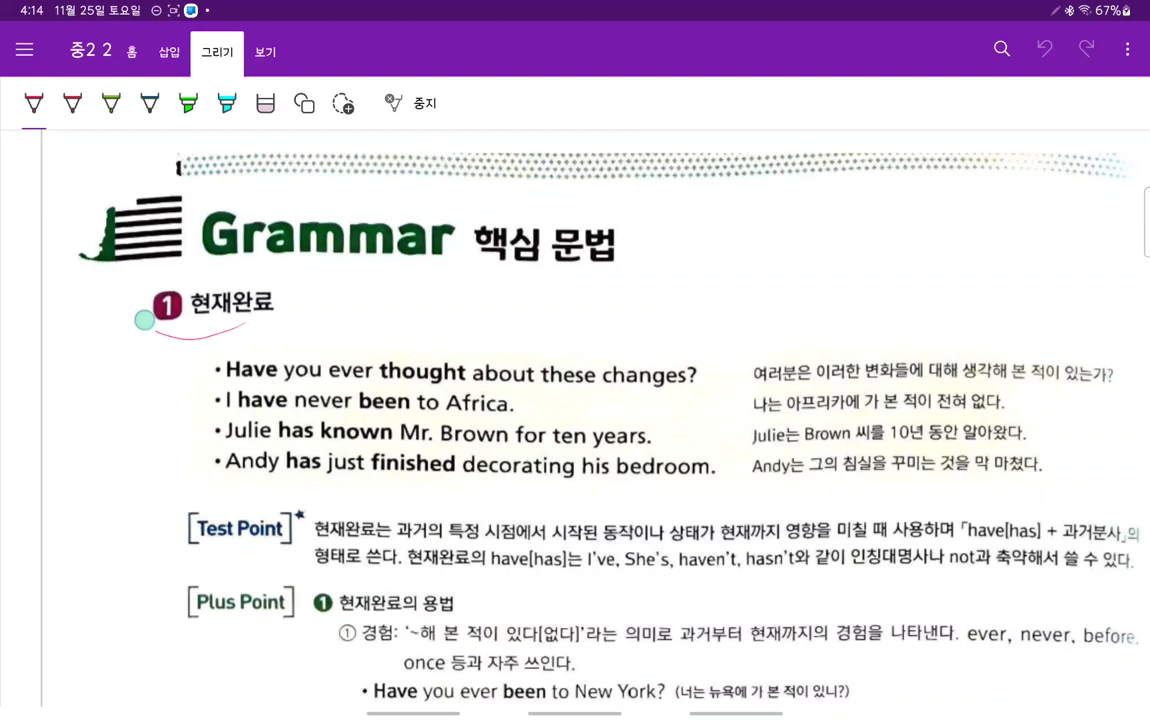 4:14 11월 25일 토요일 67%
중2 2 홈 삽입 그리기 보기
중지
Grammar 핵심 문법
1 현재완료
• Have you ever thought about these changes? 여러분은 이러한 변화들에 대해 생각해 본 적이 있는가?
• I have never been to Africa. 나는 아프리카에 가 본 적이 전혀 없다.
• Julie has known Mr. Brown for ten years. Julie는 Brown 씨를 10년 동안 알아왔다.
• Andy has just finished decorating his bedroom. Andy는 그의 침실을 꾸미는 것을 막 마쳤다.
[Test Point]★ 현재완료는 과거의 특정 시점에서 시작된 동작이나 상태가 현재까지 영향을 미칠 때 사용하며 「have[has] + 과거분사」의
형태로 쓴다. 현재완료의 have[has]는 I've, She's, haven't, hasn't와 같이 인칭대명사나 not과 축약해서 쓸 수 있다.
[Plus Point] ❶ 현재완료의 용법
① 경험: '~해 본 적이 있다[없다]'라는 의미로 과거부터 현재까지의 경험을 나타낸다. ever, never, before,
once 등과 자주 쓰인다.
• Have you ever been to New York? (너는 뉴욕에 가 본 적이 있니?)